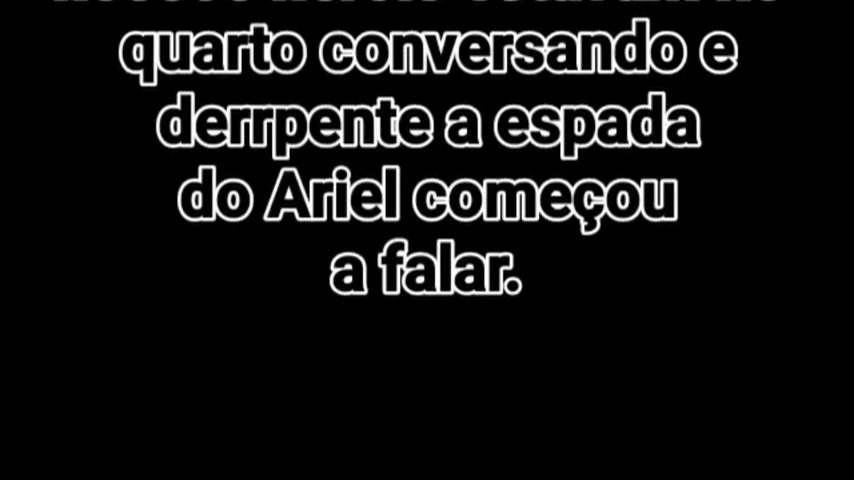 quarto conversando e
derrpente a espada
do Ariel começou
a falar.